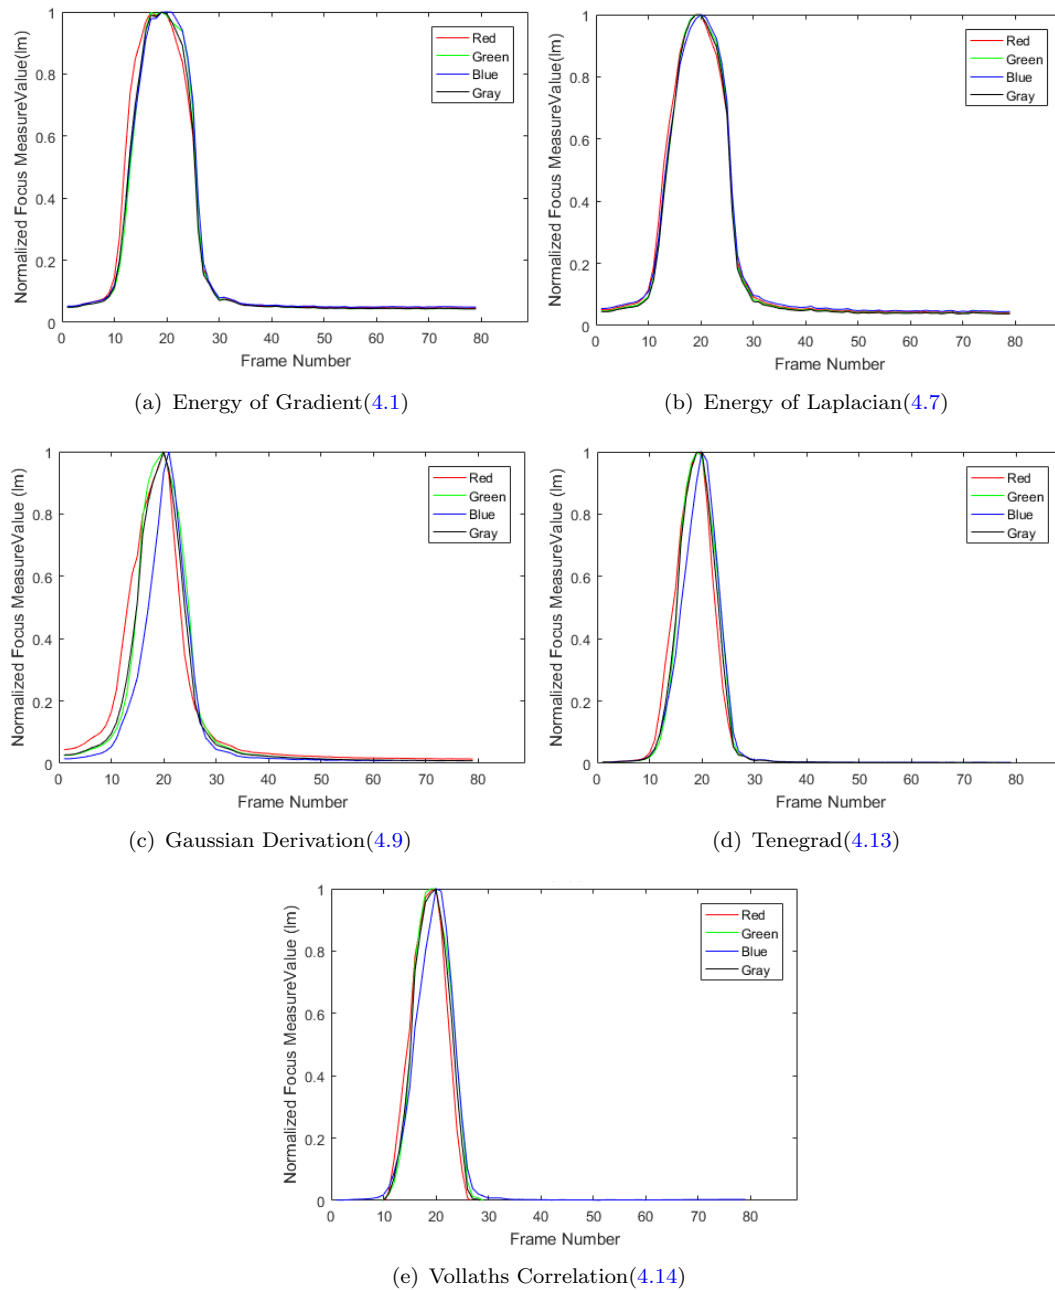 Normalized Focus MeasureValue(Im)
1
0.8
0.6
0.4
0.2
0
0 10 20 30 40 50 60 70 80
Frame Number
Red
Green
Blue
Gray
(a) Energy of Gradient(4.1)
Normalized Focus MeasureValue(Im)
1
0.8
0.6
0.4
0.2
0
0 10 20 30 40 50 60 70 80
Frame Number
Red
Green
Blue
Gray
(b) Energy of Laplacian(4.7)
Normalized Focus MeasureValue (Im)
1
0.8
0.6
0.4
0.2
0
0 10 20 30 40 50 60 70 80
Frame Number
Red
Green
Blue
Gray
(c) Gaussian Derivation(4.9)
Normalized Focus MeasureValue (Im)
1
0.8
0.6
0.4
0.2
0
0 10 20 30 40 50 60 70 80
Frame Number
Red
Green
Blue
Gray
(d) Tenegrad(4.13)
Normalized Focus MeasureValue (Im)
1
0.8
0.6
0.4
0.2
0
0 10 20 30 40 50 60 70 80
Frame Number
Red
Green
Blue
Gray
(e) Vollaths Correlation(4.14)